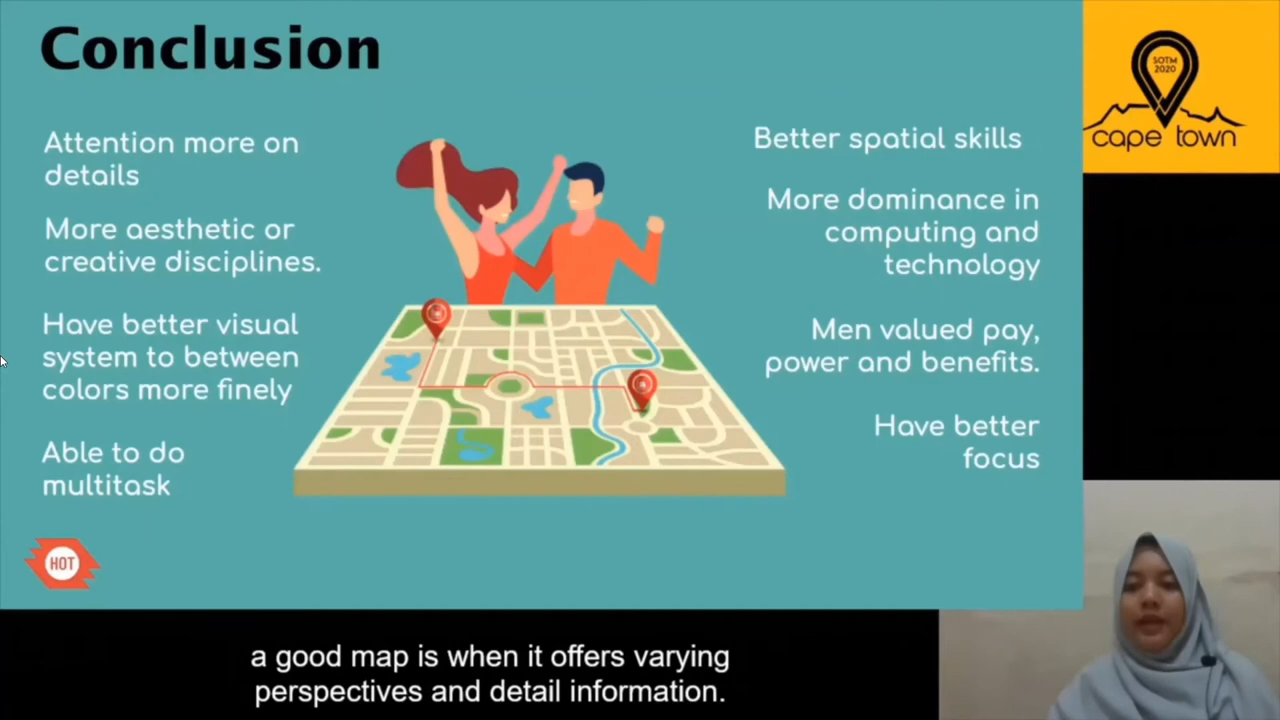 Conclusion
Attention more on
details
More aesthetic or
creative disciplines.
Have better visual
system to between
colors more finely
Able to do
multitask
Better spatial skills
More dominance in
computing and
technology
Men valued pay,
power and benefits.
Have better
focus
HOT
SOTM
2020
cape town
a good map is when it offers varying
perspectives and detail information.